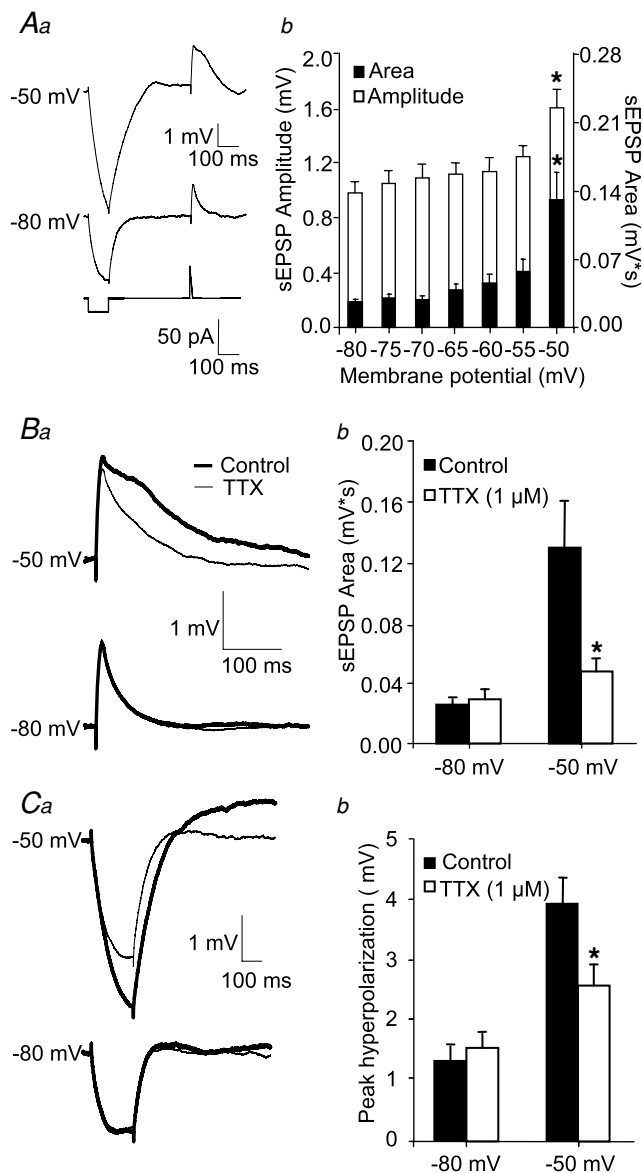 Aa
-50 mV
1 mV
100 ms
-80 mV
50 pA
100 ms
b
2.0
1.6
1.2
0.8
0.4
0.0
sEPSP Amplitude (mV)
Area
Amplitude
*
*
0.28
0.21
0.14
0.07
0.00
sEPSP Area (mV*s)
-80 -75 -70 -65 -60 -55 -50
Membrane potential (mV)
Ba
Control
TTX
-50 mV
1 mV
100 ms
-80 mV
b
0.20
0.16
0.12
0.08
0.04
0.00
sEPSP Area (mV*s)
Control
TTX (1 µM)
*
-80 mV -50 mV
Ca
-50 mV
1 mV
100 ms
-80 mV
b
5
4
3
2
1
0
Peak hyperpolarization ( mV)
Control
TTX (1 µM)
*
-80 mV -50 mV